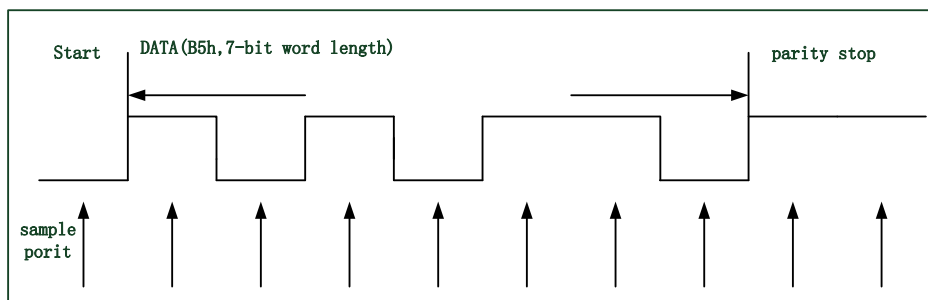 Start
DATA(B5h,7-bit word length)
parity stop
sample
porit